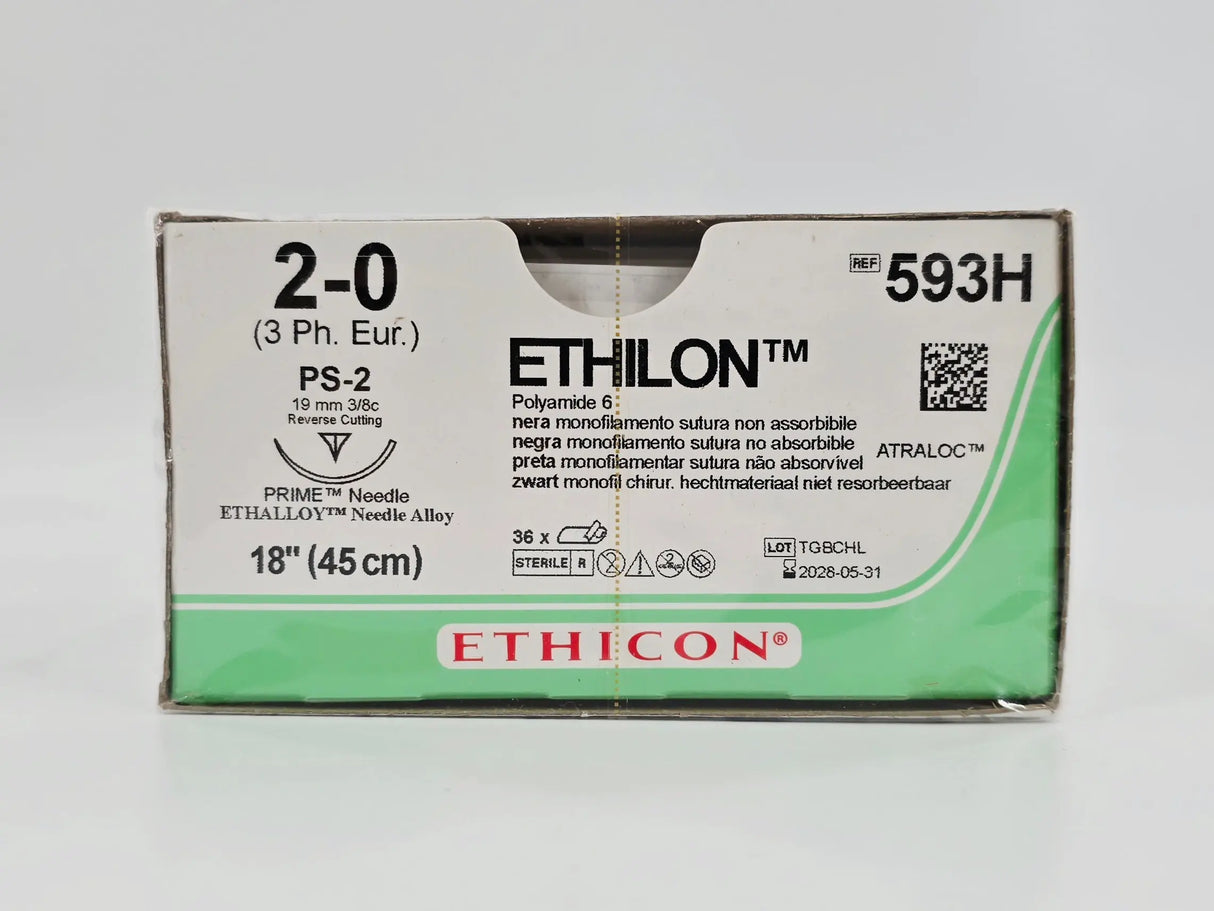 2-0
(3 Ph. Eur.)
PS-2
19 mm 3/8c
Reverse Cutting
PRIME™ Needle
ETHALLOY™ Needle Alloy
18" (45 cm)
REF 593H
ETHILON™
Polyamide 6
nera monofilamento sutura non assorbibile
negra monofilamento sutura no absorbible
preta monofilamentar sutura não absorvível
zwart monofil chirur. hechtmateriaal niet resorbeerbaar
ATRALOC™
36 x
STERILE R
2
LOT TGBCHL
2028-05-31
ETHICON®